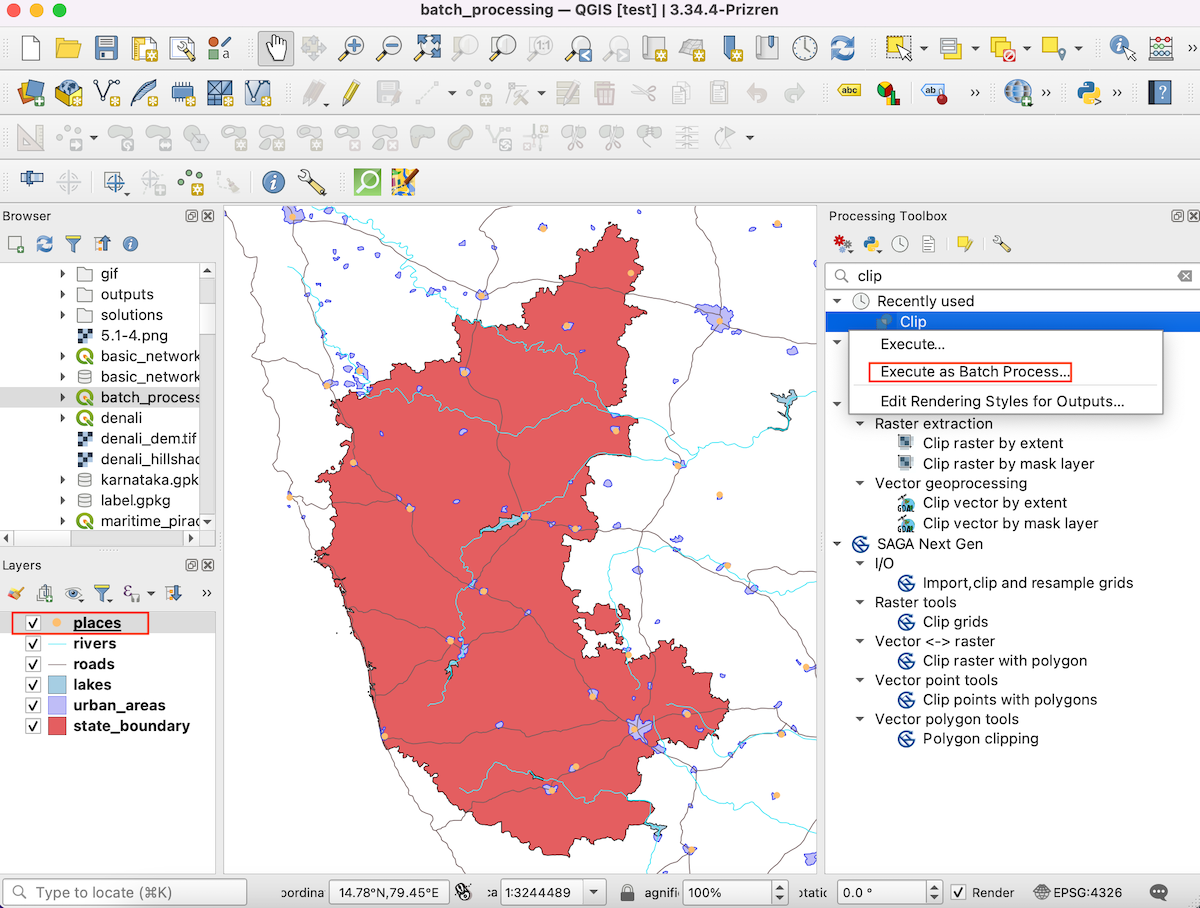 batch_processing — QGIS [test] | 3.34.4-Prizren
1:1
a
abc
ab
»
»
»
»
?
Browser
gif
outputs
solutions
5.1-4.png
basic_network
basic_network
batch_process
denali
denali_dem.tif
denali_hillshad
karnataka.gpk
label.gpkg
maritime_pirac
Layers
ε
»
places
rivers
roads
lakes
urban_areas
state_boundary
Processing Toolbox
clip
Recently used
Clip
Execute...
Execute as Batch Process...
Edit Rendering Styles for Outputs...
Raster extraction
Clip raster by extent
Clip raster by mask layer
Vector geoprocessing
GDAL Clip vector by extent
GDAL Clip vector by mask layer
SAGA Next Gen
I/O
Import,clip and resample grids
Raster tools
Clip grids
Vector <-> raster
Clip raster with polygon
Vector point tools
Clip points with polygons
Vector polygon tools
Polygon clipping
Type to locate (⌘K) oordina 14.78°N,79.45°E :a 1:3244489 agnifi 100% otatic 0.0 ° Render EPSG:4326